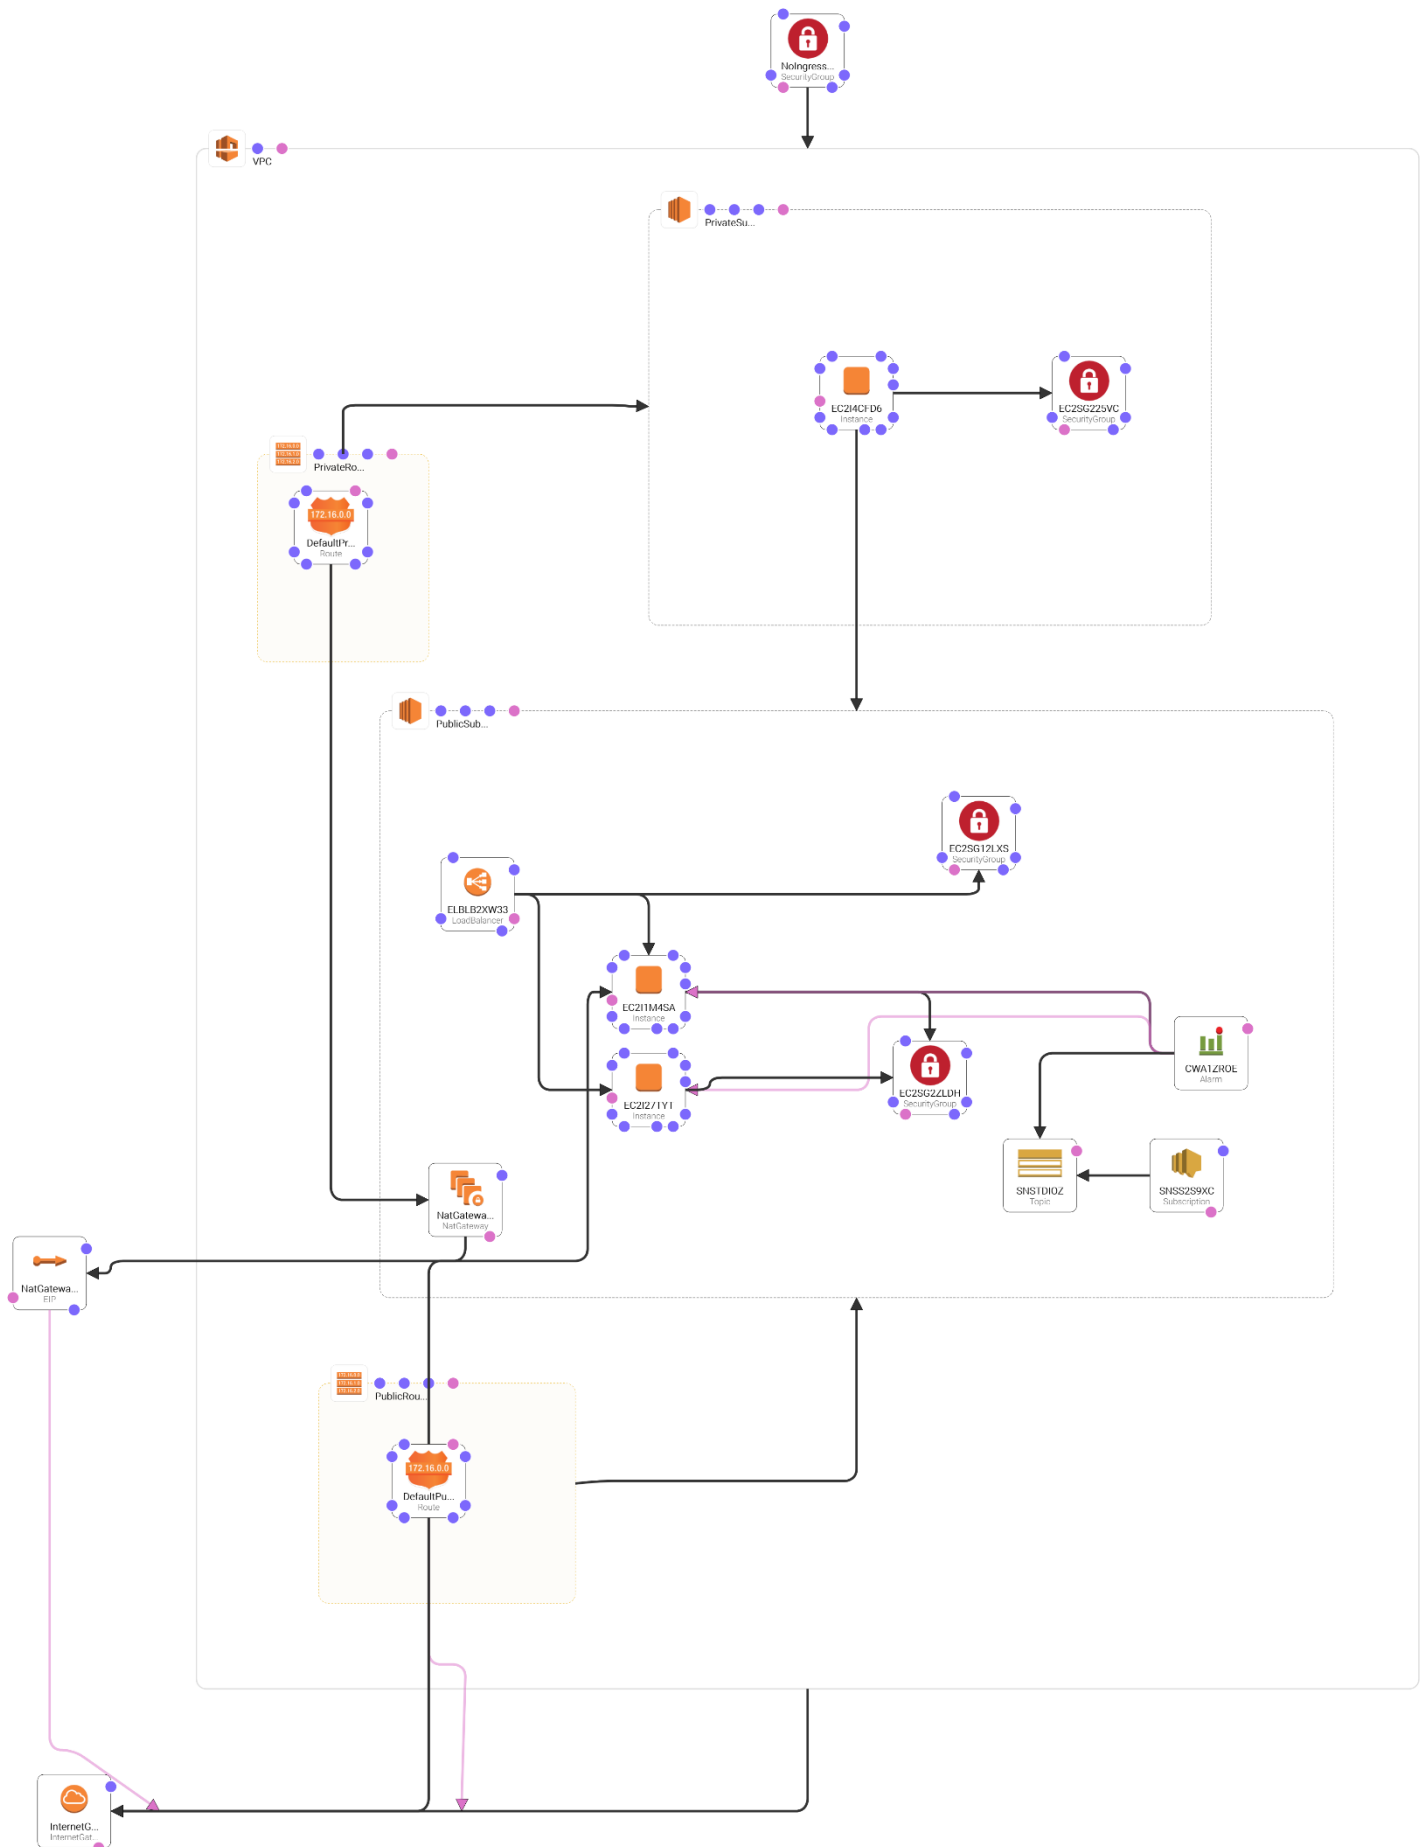 NoIngress...
SecurityGroup
VPC
PrivateSu...
EC2I4CFD6
Instance
EC2SG225VC
SecurityGroup
PrivateRo...
172.16.0.0
DefaultPr...
Route
PublicSub...
EC2SG12LXS
SecurityGroup
ELBLB2XW33
LoadBalancer
EC2I1M4SA
Instance
EC2I27TYT
Instance
EC2SG2ZLDH
SecurityGroup
CWA1ZROE
Alarm
SNSTDIOZ
Topic
SNSS2S9XC
Subscription
NatGatewa...
NatGateway
NatGatewa...
EIP
PublicRou...
172.16.0.0
DefaultPu...
Route
InternetG...
InternetGat...